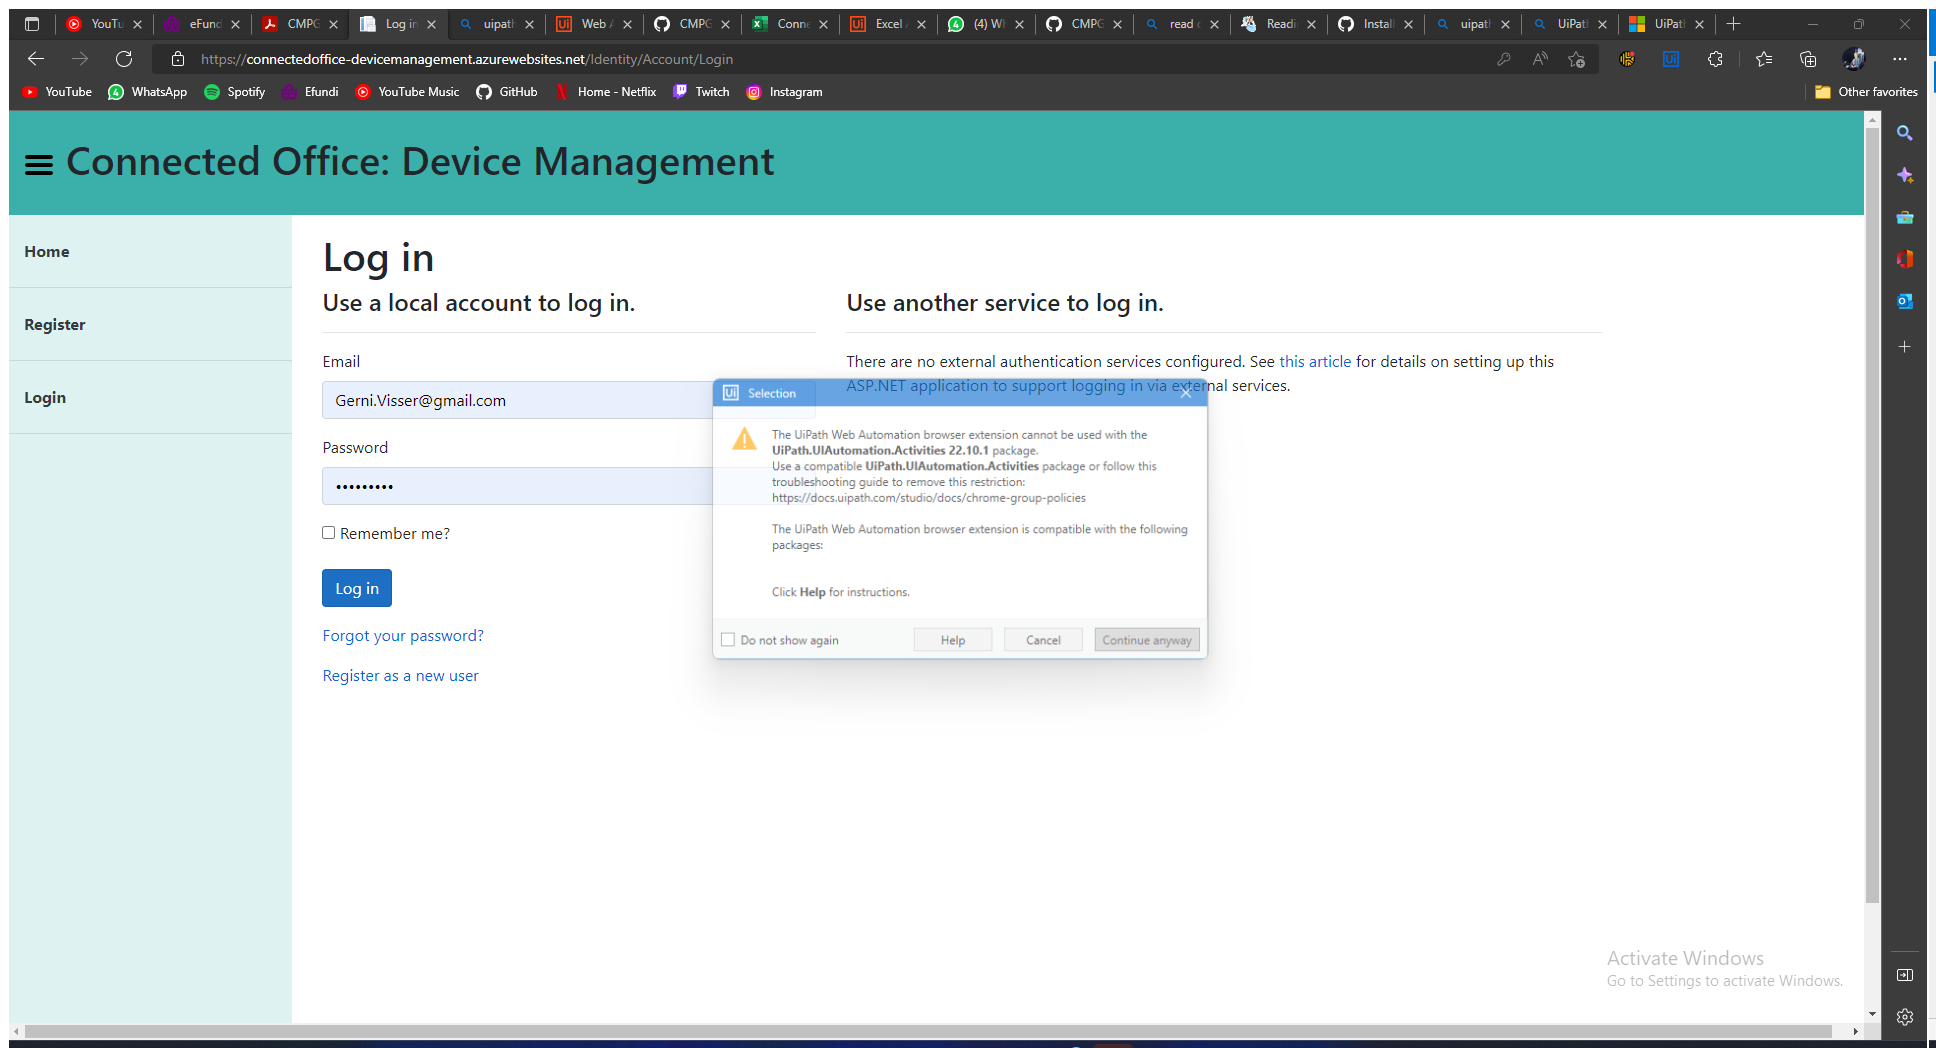 YouTu
eFund
CMPG
Log in
uipath
Web A
CMPG
Conne
Excel A
(4) Wh
CMPG
read c
Readi
Install
uipath
UiPath
UiPath
https://connectedoffice-devicemanagement.azurewebsites.net/Identity/Account/Login
YouTube WhatsApp Spotify Efundi YouTube Music GitHub Home - Netflix Twitch Instagram Other favorites
Connected Office: Device Management
Home
Register
Login
Log in
Use a local account to log in.
Email
Gerni.Visser@gmail.com
Password
•••••••••
Remember me?
Log in
Forgot your password?
Register as a new user
Use another service to log in.
There are no external authentication services configured. See this article for details on setting up this
ASP.NET application to support logging in via external services.
Ui Selection
The UiPath Web Automation browser extension cannot be used with the
UiPath.UIAutomation.Activities 22.10.1 package.
Use a compatible UiPath.UIAutomation.Activities package or follow this
troubleshooting guide to remove this restriction:
https://docs.uipath.com/studio/docs/chrome-group-policies
The UiPath Web Automation browser extension is compatible with the following
packages:
Click Help for instructions.
Do not show again
Help
Cancel
Continue anyway
Activate Windows
Go to Settings to activate Windows.